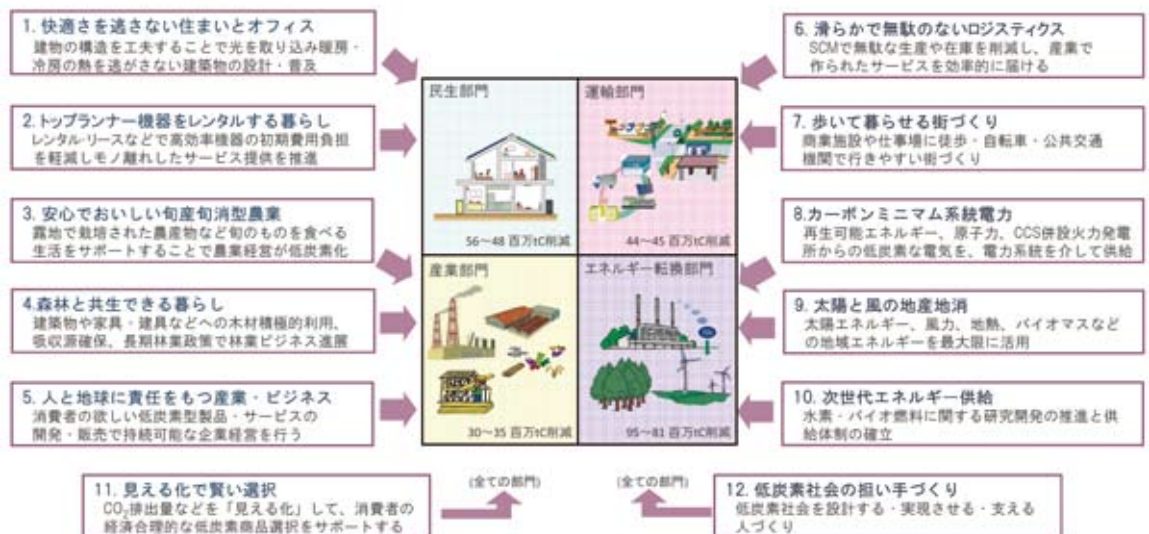 1. 快適さを逃さない住まいとオフィス
建物の構造を工夫することで光を取り込み暖房・
冷房の熱を逃がさない建築物の設計・普及
2. トップランナー機器をレンタルする暮らし
レンタル・リースなどで高効率機器の初期費用負担
を軽減しモノ離れしたサービス提供を推進
3. 安心でおいしい旬産旬消型農業
露地で栽培された農産物など旬のものを食べる
生活をサポートすることで農業経営が低炭素化
4.森林と共生できる暮らし
建築物や家具・建具などへの木材積極的利用、
吸収源確保、長期林業政策で林業ビジネス進展
5. 人と地球に責任をもつ産業・ビジネス
消費者の欲しい低炭素型製品・サービスの
開発・販売で持続可能な企業経営を行う
民生部門
56～48 百万tC削減
運輸部門
44～45 百万tC削減
産業部門
30～35 百万tC削減
エネルギー転換部門
95～81 百万tC削減
6. 滑らかで無駄のないロジスティクス
SCMで無駄な生産や在庫を削減し、産業で
作られたサービスを効率的に届ける
7. 歩いて暮らせる街づくり
商業施設や仕事場に徒歩・自転車・公共交通
機関で行きやすい街づくり
8.カーボンミニマム系統電力
再生可能エネルギー、原子力、CCS併設火力発電
所からの低炭素な電気を、電力系統を介して供給
9. 太陽と風の地産地消
太陽エネルギー、風力、地熱、バイオマスなど
の地域エネルギーを最大限に活用
10. 次世代エネルギー供給
水素・バイオ燃料に関する研究開発の推進と供
給体制の確立
11. 見える化で賢い選択
CO₂排出量などを「見える化」して、消費者の
経済合理的な低炭素商品選択をサポートする
(全ての部門)
(全ての部門)
12. 低炭素社会の担い手づくり
低炭素社会を設計する・実現させる・支える
人づくり